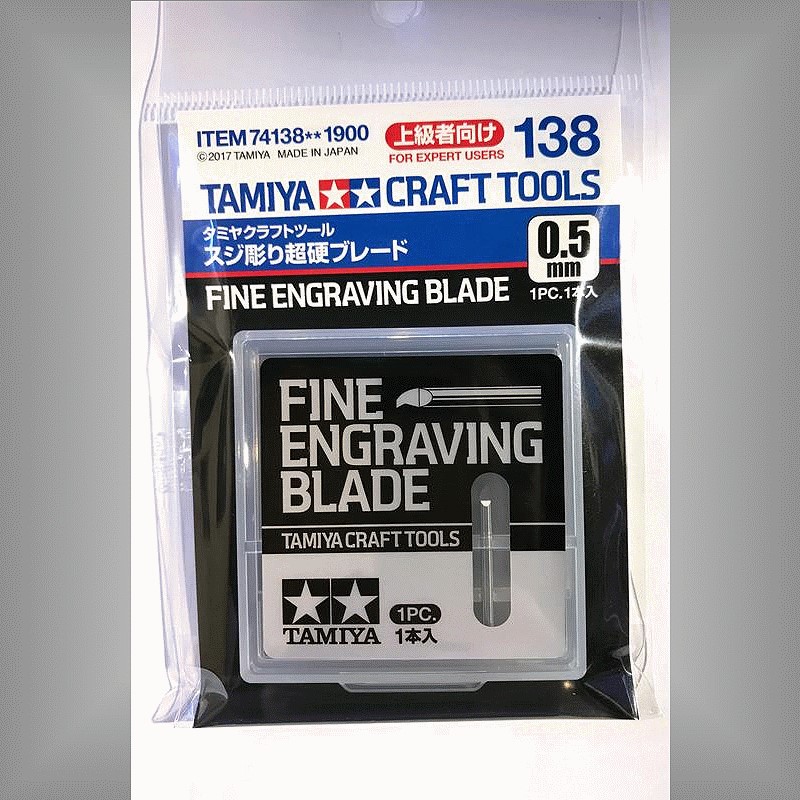 ITEM 74138**1900
©2017 TAMIYA MADE IN JAPAN
上級者向け
FOR EXPERT USERS
138
TAMIYA CRAFT TOOLS
タミヤクラフトツール
スジ彫り超硬ブレード
0.5
mm
FINE ENGRAVING BLADE
1PC.1本入
FINE
ENGRAVING
BLADE
TAMIYA CRAFT TOOLS
TAMIYA
1PC.
1本入